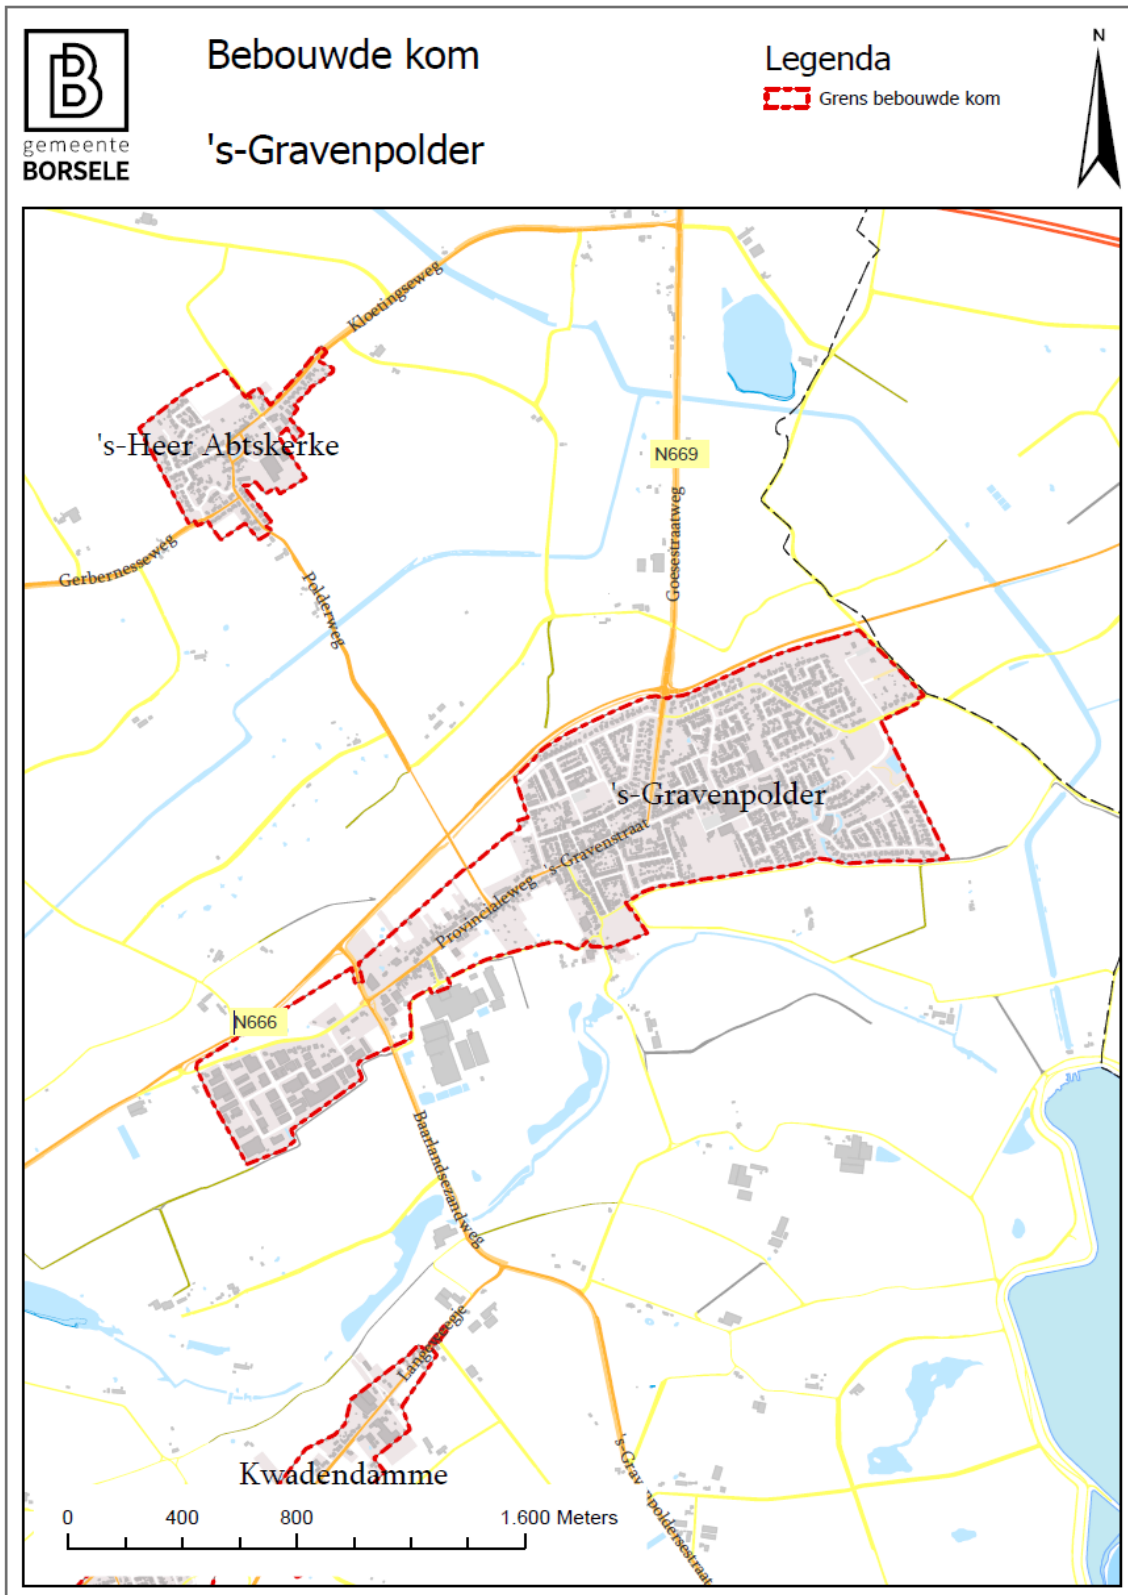 gemeente
BORSELE
Bebouwde kom
's-Gravenpolder
Legenda
Grens bebouwde kom
N
Kloetingseweg
's-Heer Abtskerke
N669
Goesestraatweg
Gerbernesseweg
Polderweg
's-Gravenpolder
's-Gravenstraat
Provincialeweg
N666
Baarlandsezandweg
Langeweegje
Kwadendamme
0 400 800 1.600 Meters